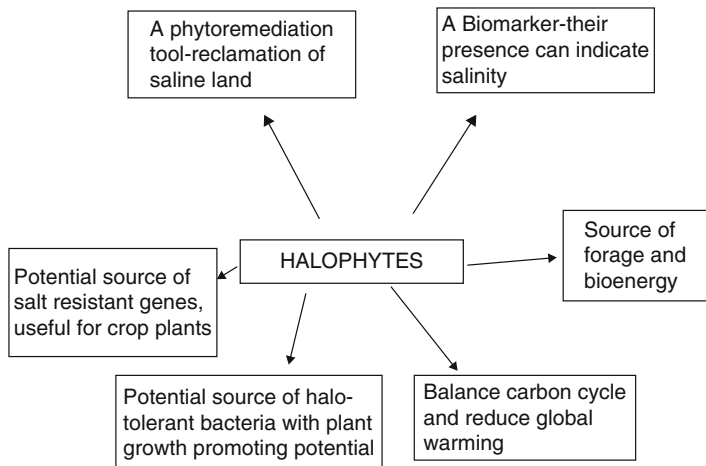 A phytoremediation
tool-reclamation of
saline land
A Biomarker-their
presence can indicate
salinity
HALOPHYTES
Source of
forage and
bioenergy
Potential source of
salt resistant genes,
useful for crop plants
Potential source of halo-
tolerant bacteria with plant
growth promoting potential
Balance carbon cycle
and reduce global
warming